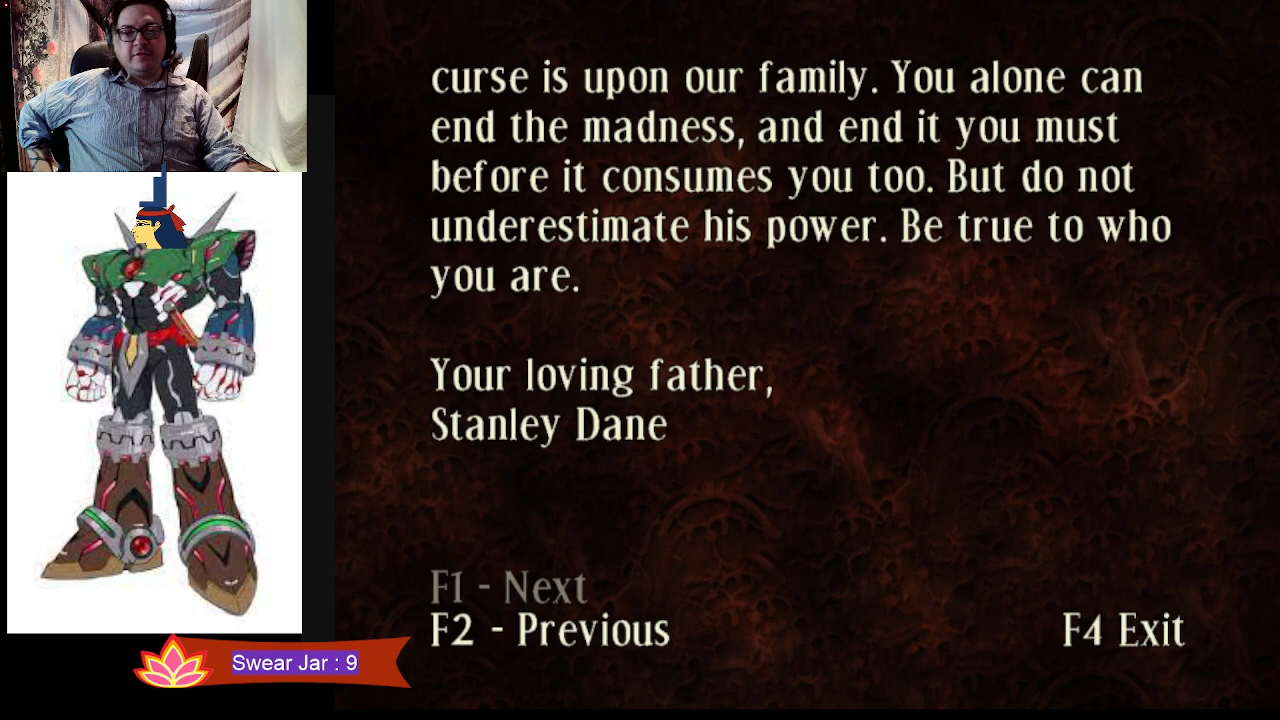 curse is upon our family. You alone can
end the madness, and end it you must
before it consumes you too. But do not
underestimate his power. Be true to who
you are.
Your loving father,
Stanley Dane
F1 - Next
F2 - Previous
F4 Exit
Swear Jar : 9